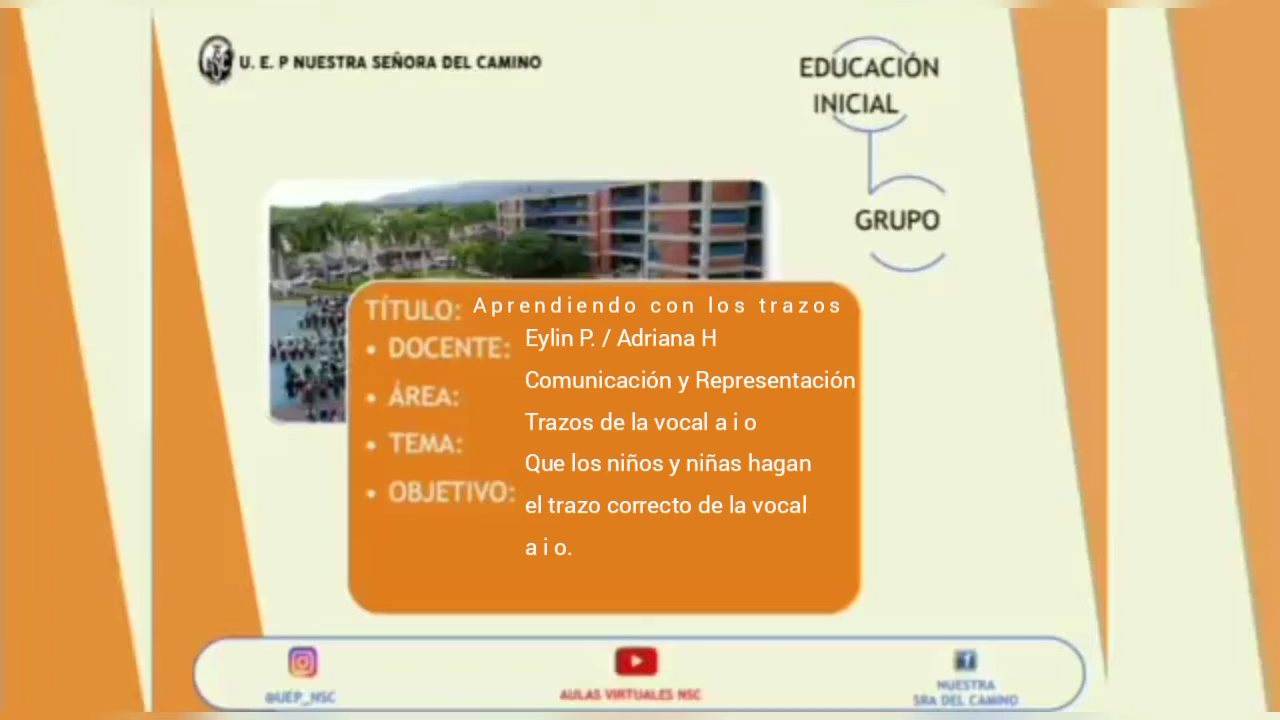 U. E. P NUESTRA SEÑORA DEL CAMINO
EDUCACIÓN
INICIAL
GRUPO
TÍTULO: Aprendiendo con los trazos
• DOCENTE: Eylin P. / Adriana H
• ÁREA: Comunicación y Representación
• TEMA: Trazos de la vocal a i o
• OBJETIVO: Que los niños y niñas hagan
el trazo correcto de la vocal
a i o.
@UEP_NSC
AULAS VIRTUALES NSC
NUESTRA
SRA DEL CAMINO